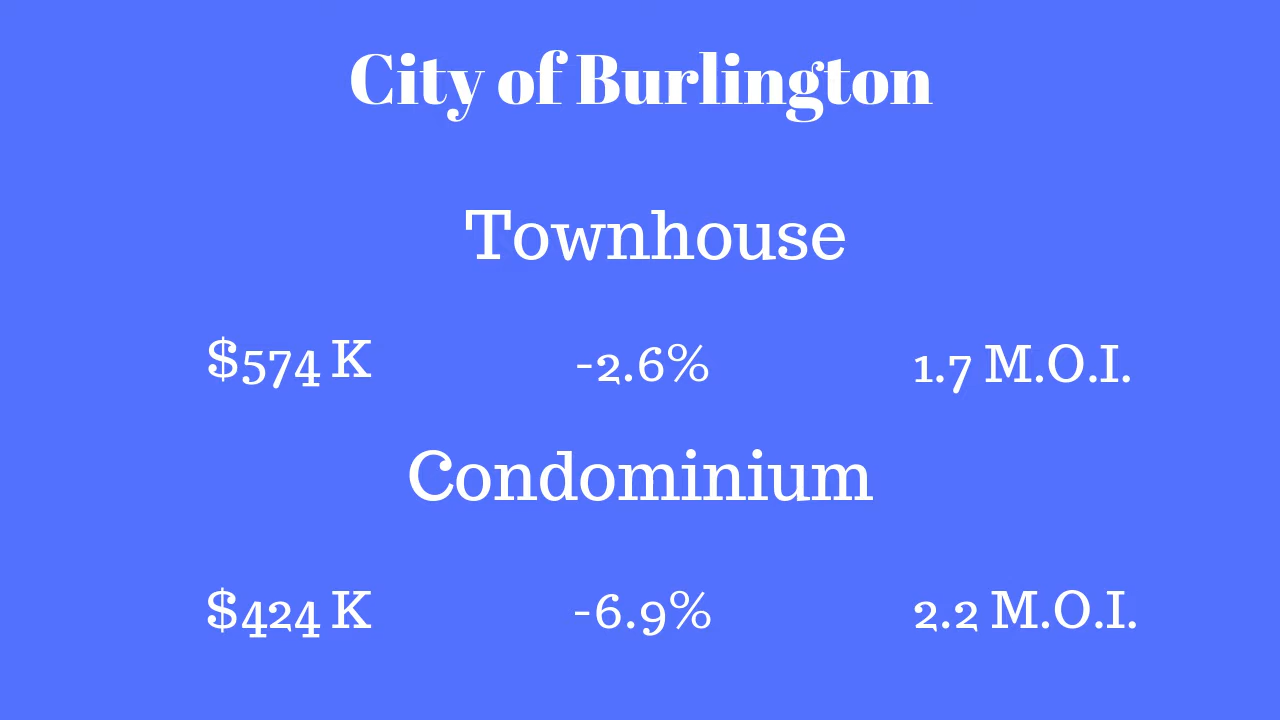 City of Burlington
Townhouse
$574 K -2.6% 1.7 M.O.I.
Condominium
$424 K -6.9% 2.2 M.O.I.